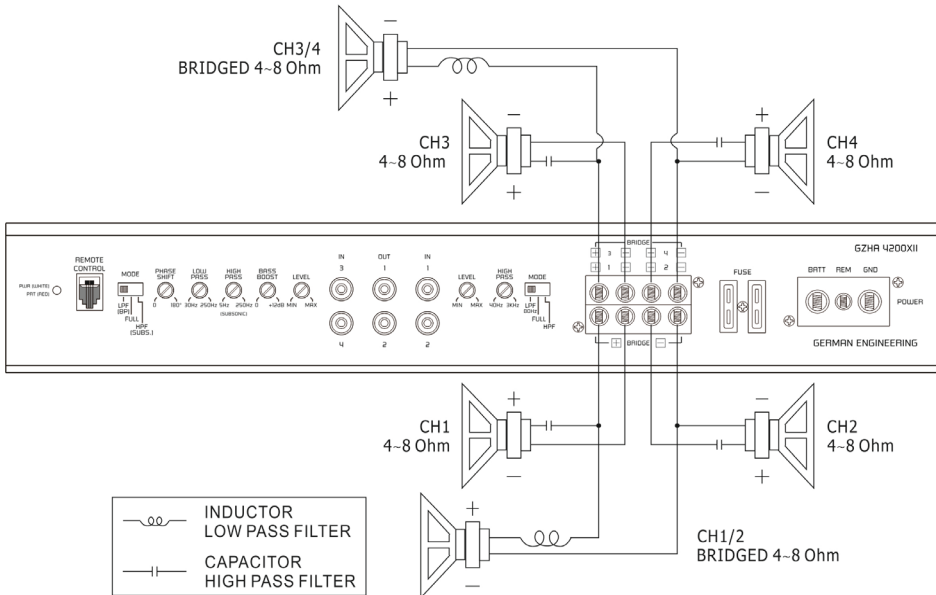 CH3/4
BRIDGED 4~8 Ohm
−
+
CH3
4~8 Ohm
−
+
CH4
4~8 Ohm
+
−
GZHA 4200XII
REMOTE
CONTROL
PWR (WHITE)
PRT (RED)
MODE
LPF
(BP)
FULL
HPF
(SUBS.)
PHASE
SHIFT
0 180°
LOW
PASS
30Hz 250Hz
HIGH
PASS
5Hz 250Hz
(SUBSONIC)
BASS
BOOST
0 +12dB
LEVEL
MIN MAX
IN
3
4
OUT
1
2
IN
1
2
LEVEL
MIN MAX
HIGH
PASS
40Hz 3KHz
MODE
LPF
80Hz
FULL
HPF
BRIDGE
+ 3 − + 4 −
+ 1 − + 2 −
+ BRIDGE −
FUSE
BATT REM GND
POWER
GERMAN ENGINEERING
CH1
4~8 Ohm
+
−
CH2
4~8 Ohm
−
+
CH1/2
BRIDGED 4~8 Ohm
+
−
INDUCTOR
LOW PASS FILTER
CAPACITOR
HIGH PASS FILTER